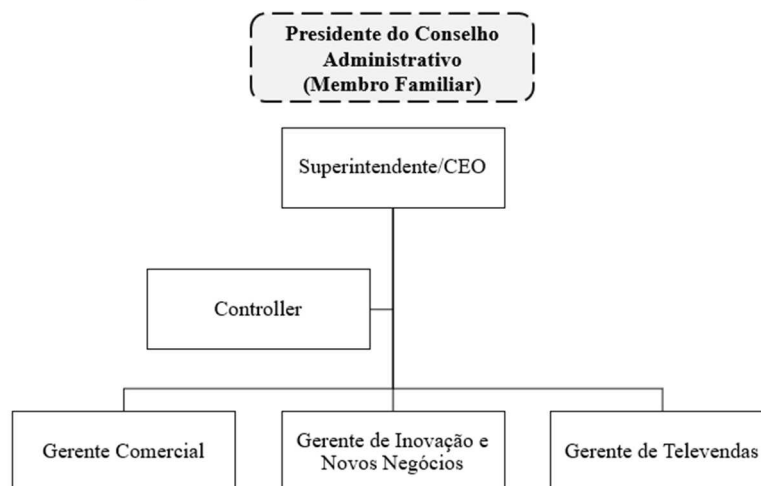 Presidente do Conselho
Administrativo
(Membro Familiar)
Superintendente/CEO
Controller
Gerente Comercial
Gerente de Inovação e
Novos Negócios
Gerente de Televendas